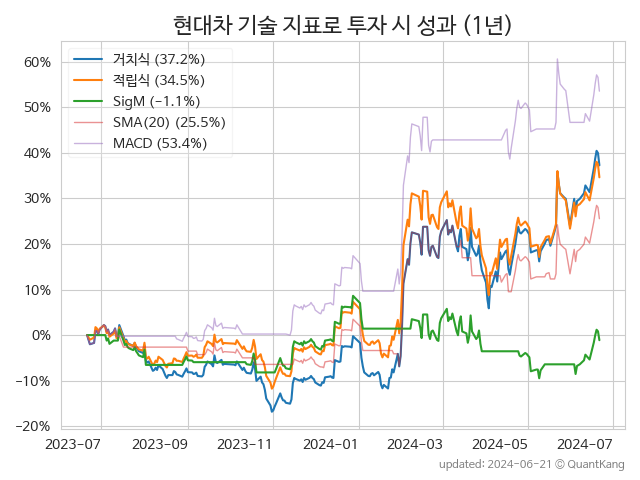 현대차 기술 지표로 투자 시 성과 (1년)
거치식 (37.2%)
적립식 (34.5%)
SigM (−1.1%)
SMA(20) (25.5%)
MACD (53.4%)
60%
50%
40%
30%
20%
10%
0%
−10%
−20%
2023-07 2023-09 2023-11 2024-01 2024-03 2024-05 2024-07
updated: 2024-06-21 © QuantKang